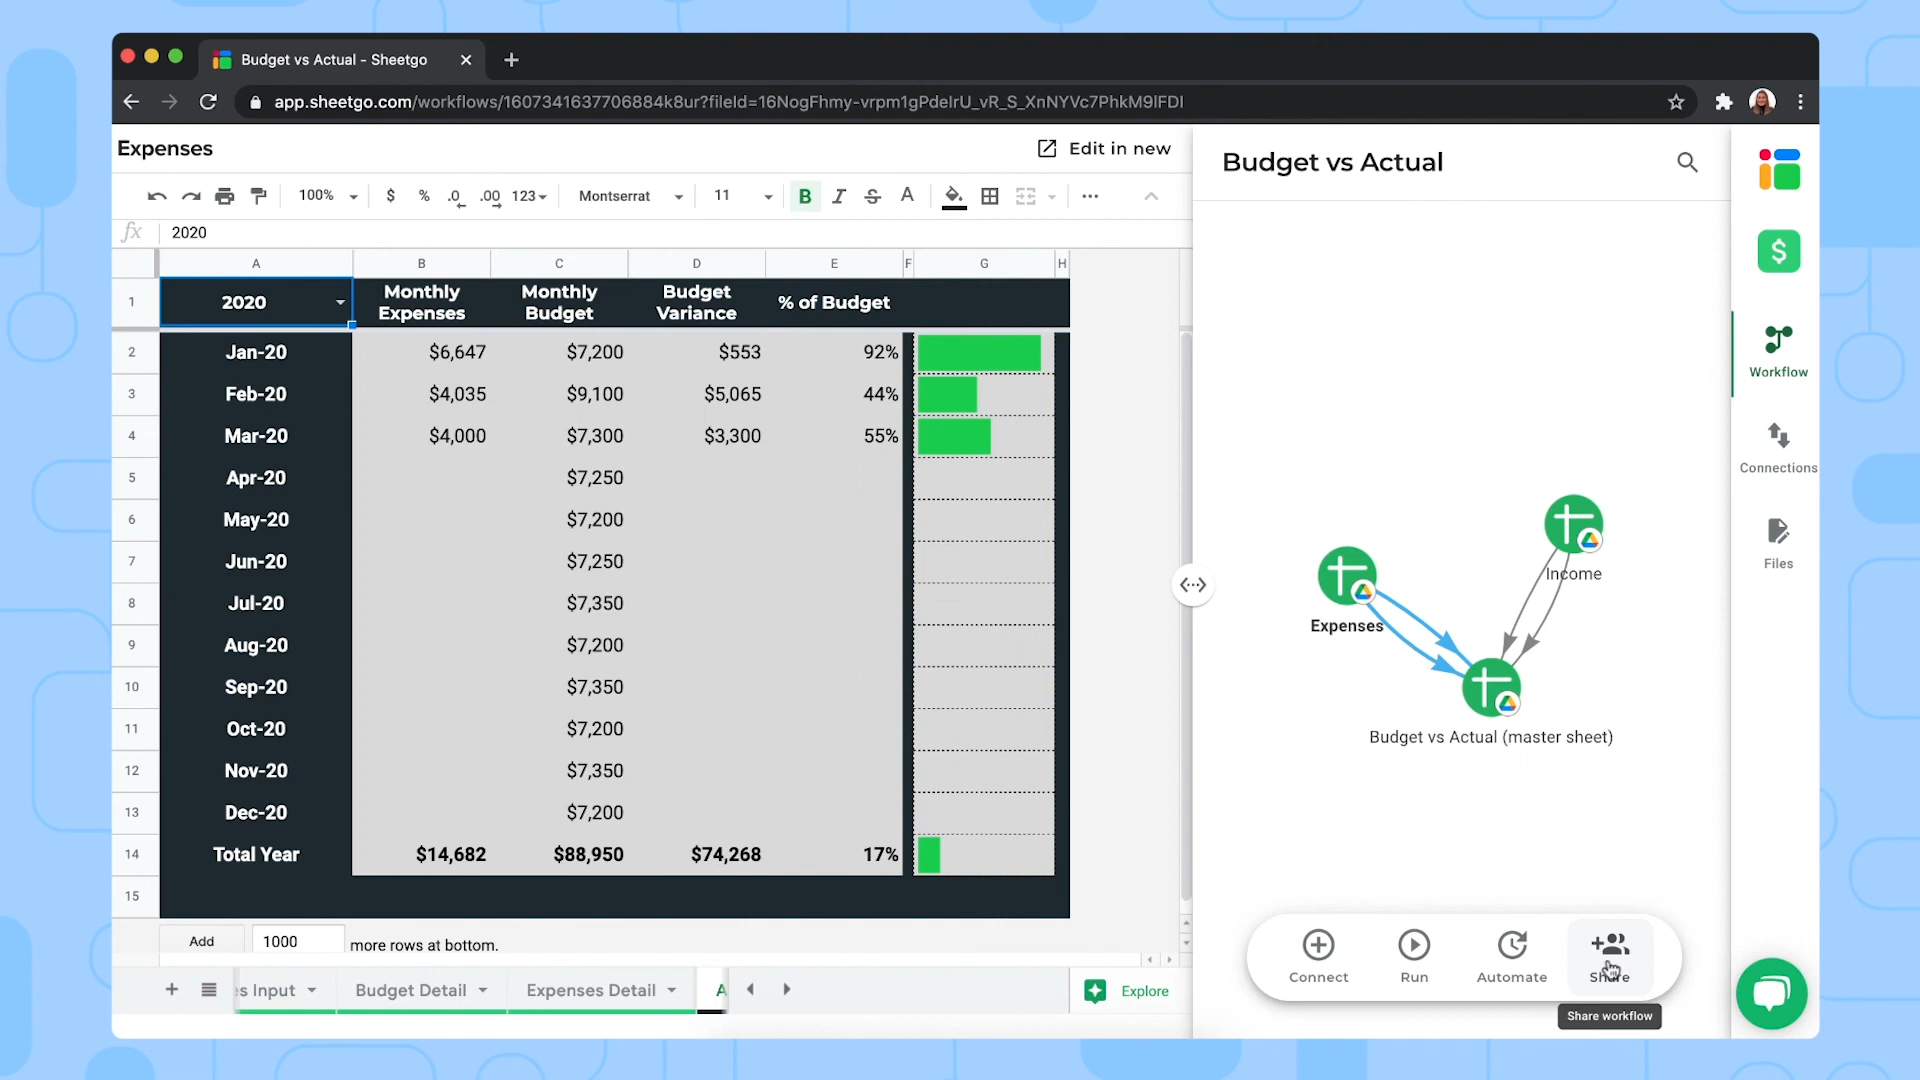 Budget vs Actual - Sheetgo
app.sheetgo.com/workflows/1607341637706884k8ur?fileId=16NogFhmy-vrpm1gPdeIrU_vR_S_XnNYVc7PhkM9IFDI
Expenses
Edit in new
100% $ % .0 .00 123 Montserrat 11 B I S A
fx 2020
A B C D E F G H
1 2020 Monthly Expenses Monthly Budget Budget Variance % of Budget
2 Jan-20 $6,647 $7,200 $553 92%
3 Feb-20 $4,035 $9,100 $5,065 44%
4 Mar-20 $4,000 $7,300 $3,300 55%
5 Apr-20 $7,250
6 May-20 $7,200
7 Jun-20 $7,250
8 Jul-20 $7,350
9 Aug-20 $7,200
10 Sep-20 $7,350
11 Oct-20 $7,200
12 Nov-20 $7,350
13 Dec-20 $7,200
14 Total Year $14,682 $88,950 $74,268 17%
15
Add 1000 more rows at bottom.
s Input Budget Detail Expenses Detail A Explore
Budget vs Actual
Income
Expenses
Budget vs Actual (master sheet)
Connect Run Automate Share
Share workflow
$
Workflow
Connections
Files